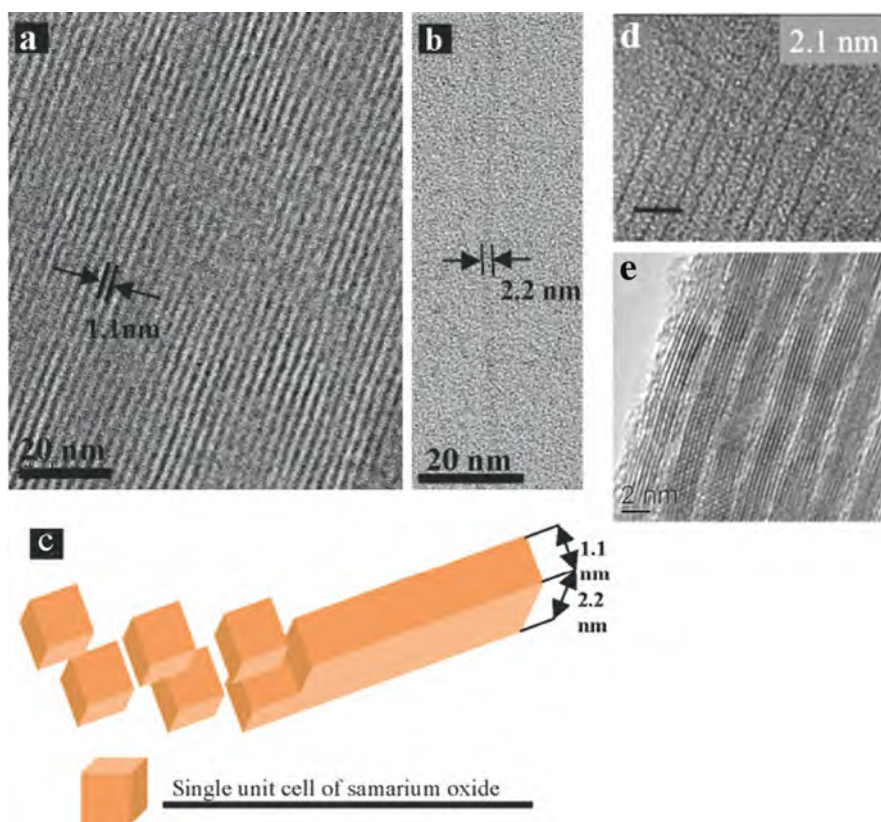 a
1.1nm
20 nm
b
2.2 nm
20 nm
d
2.1 nm
e
2 nm
c
1.1
nm
2.2
nm
Single unit cell of samarium oxide